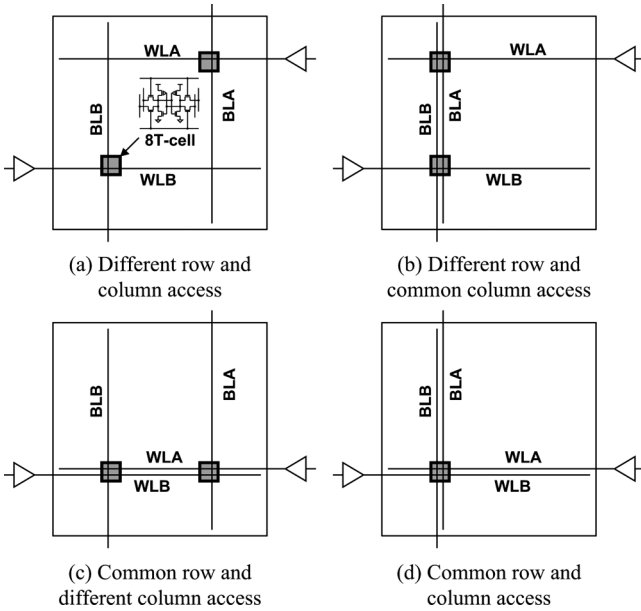 WLA
BLB
BLA
8T-cell
WLB
(a) Different row and
column access
WLA
BLB
BLA
WLB
(b) Different row and
common column access
BLB
BLA
WLA
WLB
(c) Common row and
different column access
BLB
BLA
WLA
WLB
(d) Common row and
column access